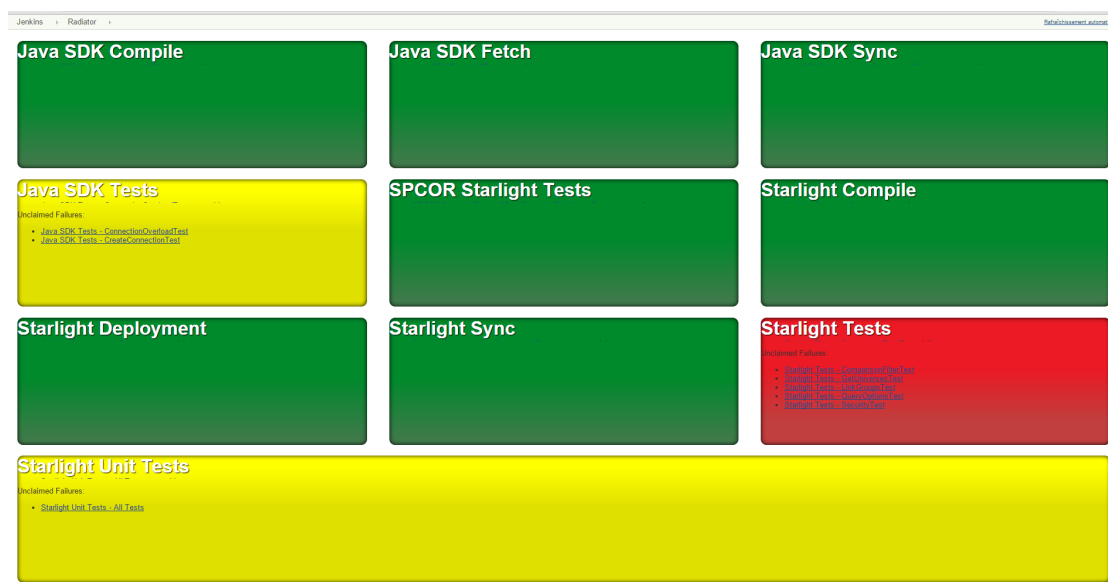 Jenkins › Radiator ›
Rafraîchissement automat
Java SDK Compile
Java SDK Fetch
Java SDK Sync
Java SDK Tests
Unclaimed Failures:
Java SDK Tests - ConnectionOverloadTest
Java SDK Tests - CreateConnectionTest
SPCOR Starlight Tests
Starlight Compile
Starlight Deployment
Starlight Sync
Starlight Tests
Unclaimed Failures:
Starlight Tests - ComparisonFilterTest
Starlight Tests - GetUniversesTest
Starlight Tests - QueryOptionsTest
Starlight Tests - SecurityTest
Starlight Unit Tests
Unclaimed Failures:
Starlight Unit Tests - All Tests